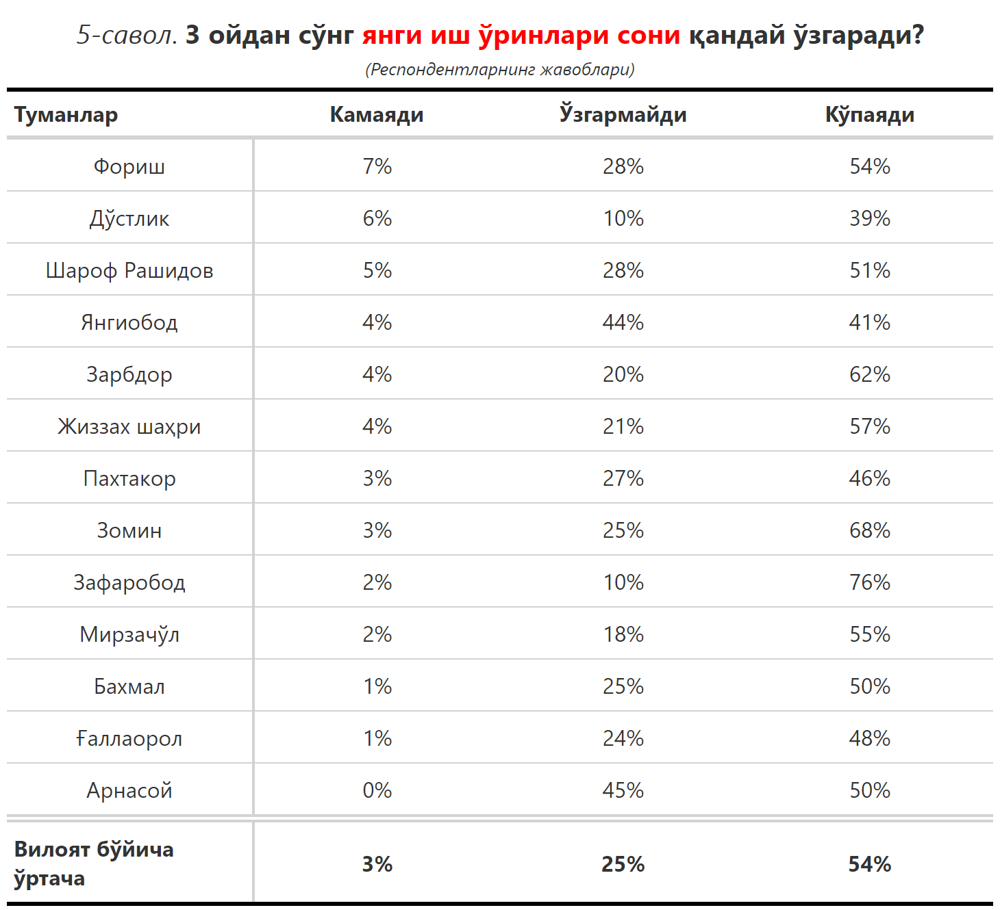 5-савол. 3 ойдан сўнг янги иш ўринлари сони қандай ўзгаради?
(Респондентларнинг жавоблари)
Туманлар Камаяди Ўзгармайди Кўпаяди
Фориш 7% 28% 54%
Дўстлик 6% 10% 39%
Шароф Рашидов 5% 28% 51%
Янгиобод 4% 44% 41%
Зарбдор 4% 20% 62%
Жиззах шаҳри 4% 21% 57%
Пахтакор 3% 27% 46%
Зомин 3% 25% 68%
Зафаробод 2% 10% 76%
Мирзачўл 2% 18% 55%
Бахмал 1% 25% 50%
Ғаллаорол 1% 24% 48%
Арнасой 0% 45% 50%
Вилоят бўйича
ўртача 3% 25% 54%